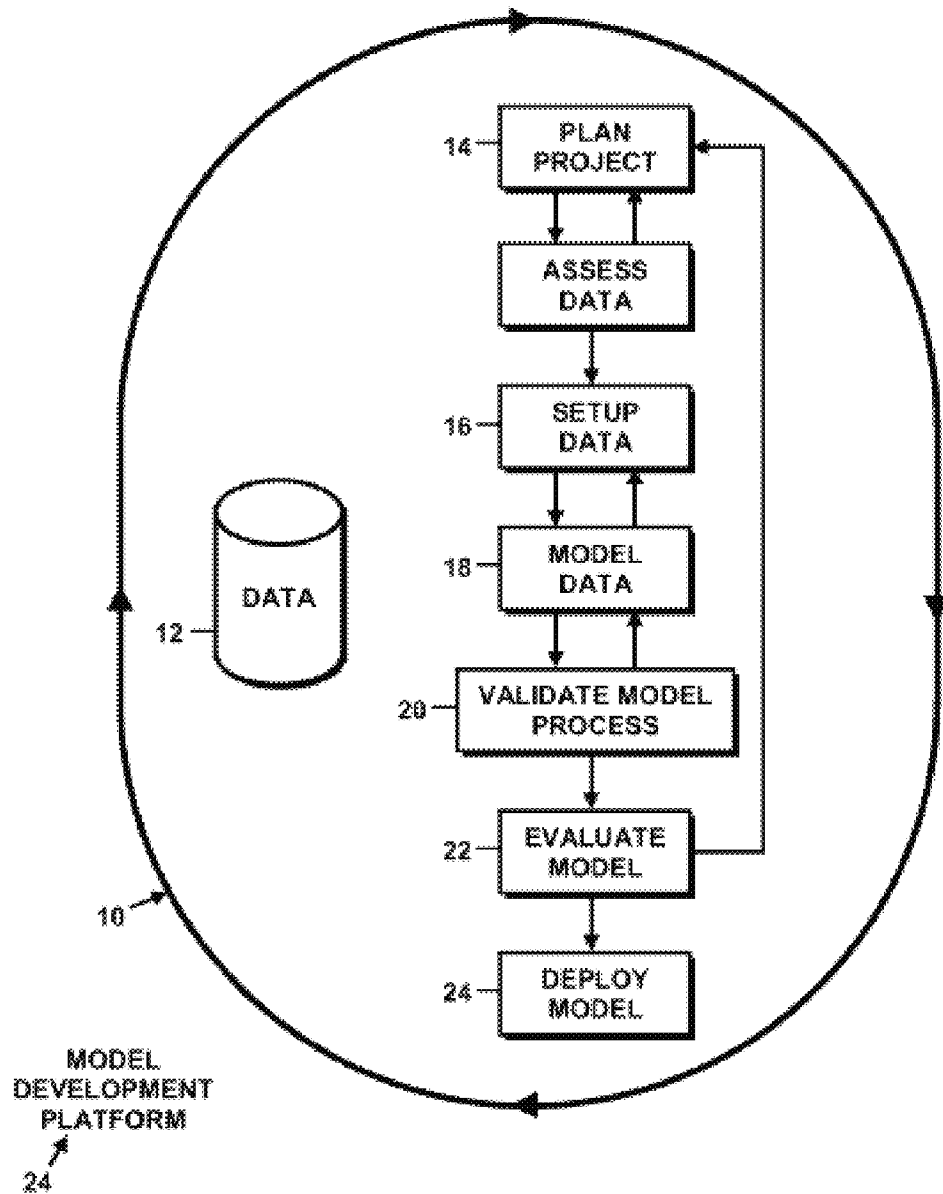 14
PLAN
PROJECT
ASSESS
DATA
16
SETUP
DATA
18
MODEL
DATA
DATA
12
20
VALIDATE MODEL
PROCESS
22
EVALUATE
MODEL
10
24
DEPLOY
MODEL
MODEL
DEVELOPMENT
PLATFORM
24